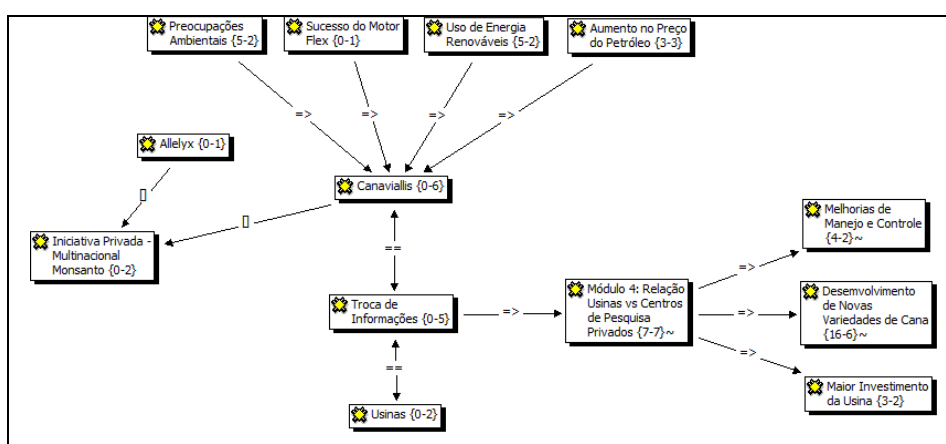 Preocupações
Ambientais {5-2}
Sucesso do Motor
Flex {0-1}
Uso de Energia
Renováveis {5-2}
Aumento no Preço
do Petróleo {3-3}
=>
=>
=>
=>
Allelyx {0-1}
[]
Canaviallis {0-6}
[]
Iniciativa Privada -
Multinacional
Monsanto {0-2}
==
Melhorias de
Manejo e Controle
{4-2}~
=>
Troca de
Informações {0-5}
=>
Módulo 4: Relação
Usinas vs Centros
de Pesquisa
Privados {7-7}~
=>
Desemvolvimento
de Novas
Variedades de Cana
{16-6}~
=>
Maior Investimento
da Usina {3-2}
==
Usinas {0-2}